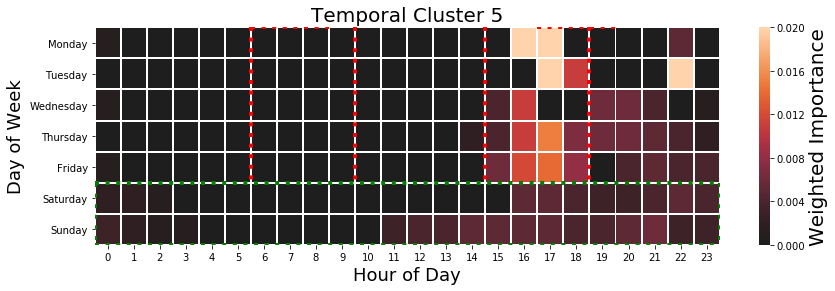 Temporal Cluster 5
Day of Week
Monday
Tuesday
Wednesday
Thursday
Friday
Saturday
Sunday
0 1 2 3 4 5 6 7 8 9 10 11 12 13 14 15 16 17 18 19 20 21 22 23
Hour of Day
0.020
0.016
0.012
0.008
0.004
0.000
Weighted Importance